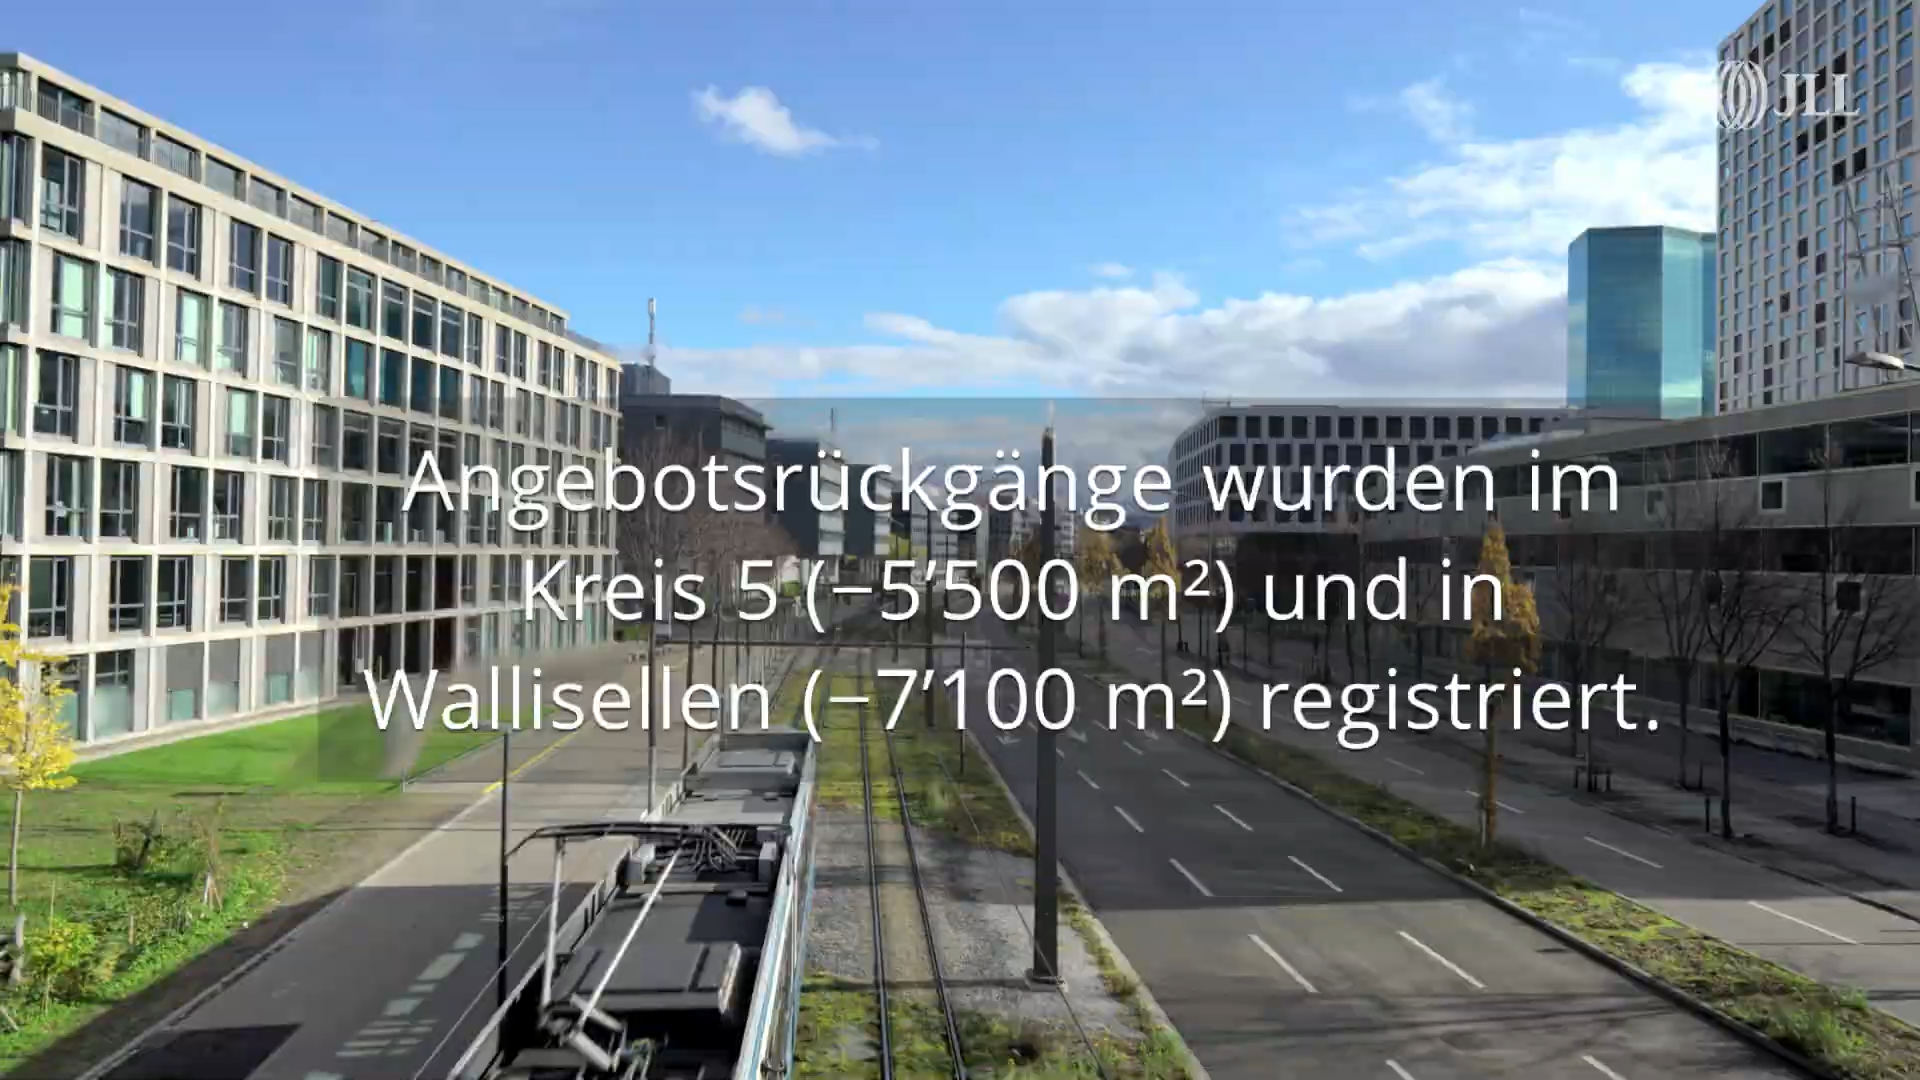 JLL
Angebotsrückgänge wurden im
Kreis 5 (−5’500 m²) und in
Wallisellen (−7’100 m²) registriert.